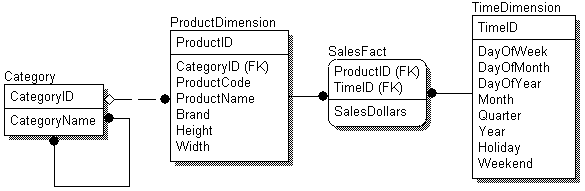 Category
CategoryID
CategoryName
ProductDimension
ProductID
CategoryID (FK)
ProductCode
ProductName
Brand
Height
Width
SalesFact
ProductID (FK)
TimeID (FK)
SalesDollars
TimeDimension
TimeID
DayOfWeek
DayOfMonth
DayOfYear
Month
Quarter
Year
Holiday
Weekend